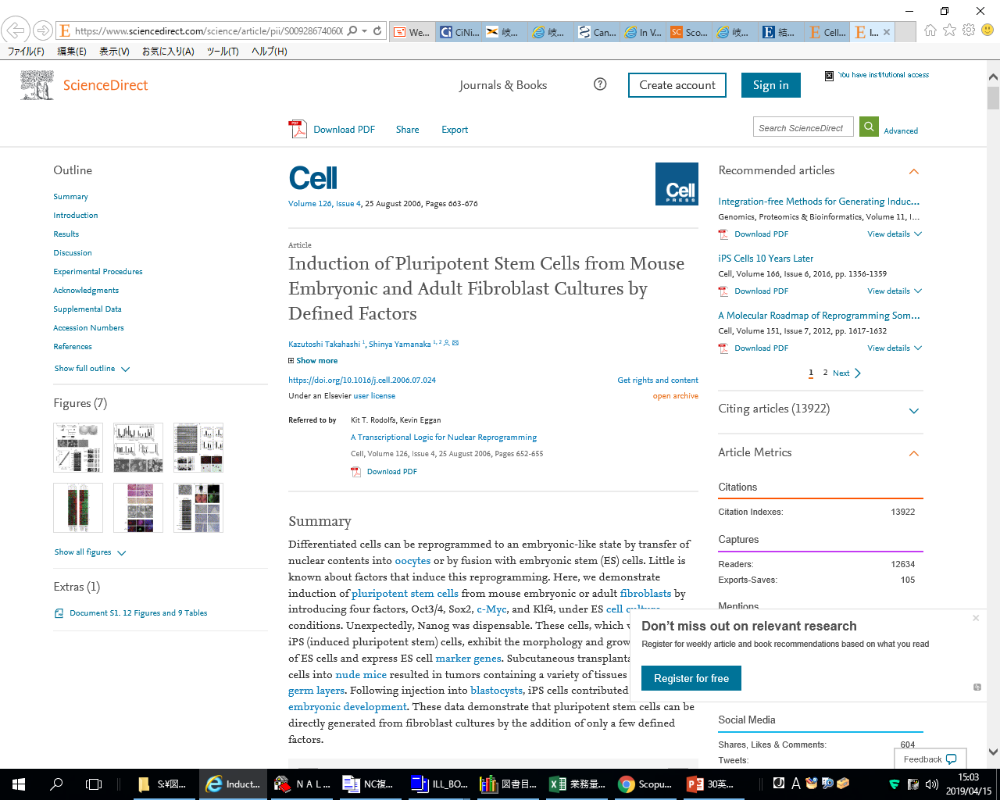 https://www.sciencedirect.com/science/article/pii/S00928674060
We...
CiNi...
岐...
岐...
Can...
In V...
Sco...
岐...
結...
Cell...
I...
ファイル(F) 編集(E) 表示(V) お気に入り(A) ツール(T) ヘルプ(H)
ScienceDirect
Journals & Books
?
Create account
Sign in
You have institutional access
Download PDF
Share
Export
Search ScienceDirect
Advanced
Outline
Summary
Introduction
Results
Discussion
Experimental Procedures
Acknowledgments
Supplemental Data
Accession Numbers
References
Show full outline
Figures (7)
Show all figures
Extras (1)
Document S1. 12 Figures and 9 Tables
Cell
Cell
PRESS
Volume 126, Issue 4, 25 August 2006, Pages 663-676
Article
Induction of Pluripotent Stem Cells from Mouse
Embryonic and Adult Fibroblast Cultures by
Defined Factors
Kazutoshi Takahashi 1, Shinya Yamanaka 1, 2
Show more
https://doi.org/10.1016/j.cell.2006.07.024
Get rights and content
Under an Elsevier user license
open archive
Referred to by
Kit T. Rodolfa, Kevin Eggan
A Transcriptional Logic for Nuclear Reprogramming
Cell, Volume 126, Issue 4, 25 August 2006, Pages 652-655
Download PDF
Summary
Differentiated cells can be reprogrammed to an embryonic-like state by transfer of
nuclear contents into oocytes or by fusion with embryonic stem (ES) cells. Little is
known about factors that induce this reprogramming. Here, we demonstrate
induction of pluripotent stem cells from mouse embryonic or adult fibroblasts by
introducing four factors, Oct3/4, Sox2, c-Myc, and Klf4, under ES cell culture
conditions. Unexpectedly, Nanog was dispensable. These cells, which
iPS (induced pluripotent stem) cells, exhibit the morphology and grow
of ES cells and express ES cell marker genes. Subcutaneous transplanta
cells into nude mice resulted in tumors containing a variety of tissues
germ layers. Following injection into blastocysts, iPS cells contributed
embryonic development. These data demonstrate that pluripotent stem cells can be
directly generated from fibroblast cultures by the addition of only a few defined
factors.
Recommended articles
Integration-free Methods for Generating Induc...
Genomics, Proteomics & Bioinformatics, Volume 11, I...
Download PDF
View details
iPS Cells 10 Years Later
Cell, Volume 166, Issue 6, 2016, pp. 1356-1359
Download PDF
View details
A Molecular Roadmap of Reprogramming Som...
Cell, Volume 151, Issue 7, 2012, pp. 1617-1632
Download PDF
View details
1 2 Next
Citing articles (13922)
Article Metrics
Citations
Citation Indexes: 13922
Captures
Readers: 12634
Exports-Saves: 105
Mentions
Don't miss out on relevant research
Register for weekly article and book recommendations based on what you read
Register for free
Social Media
Shares, Likes & Comments: 604
Tweets:
Feedback
S:¥図...
Induct...
N A L...
NC複...
ILL_BO...
図書目...
業務量...
Scopu...
30英...
A
15:03
2019/04/15